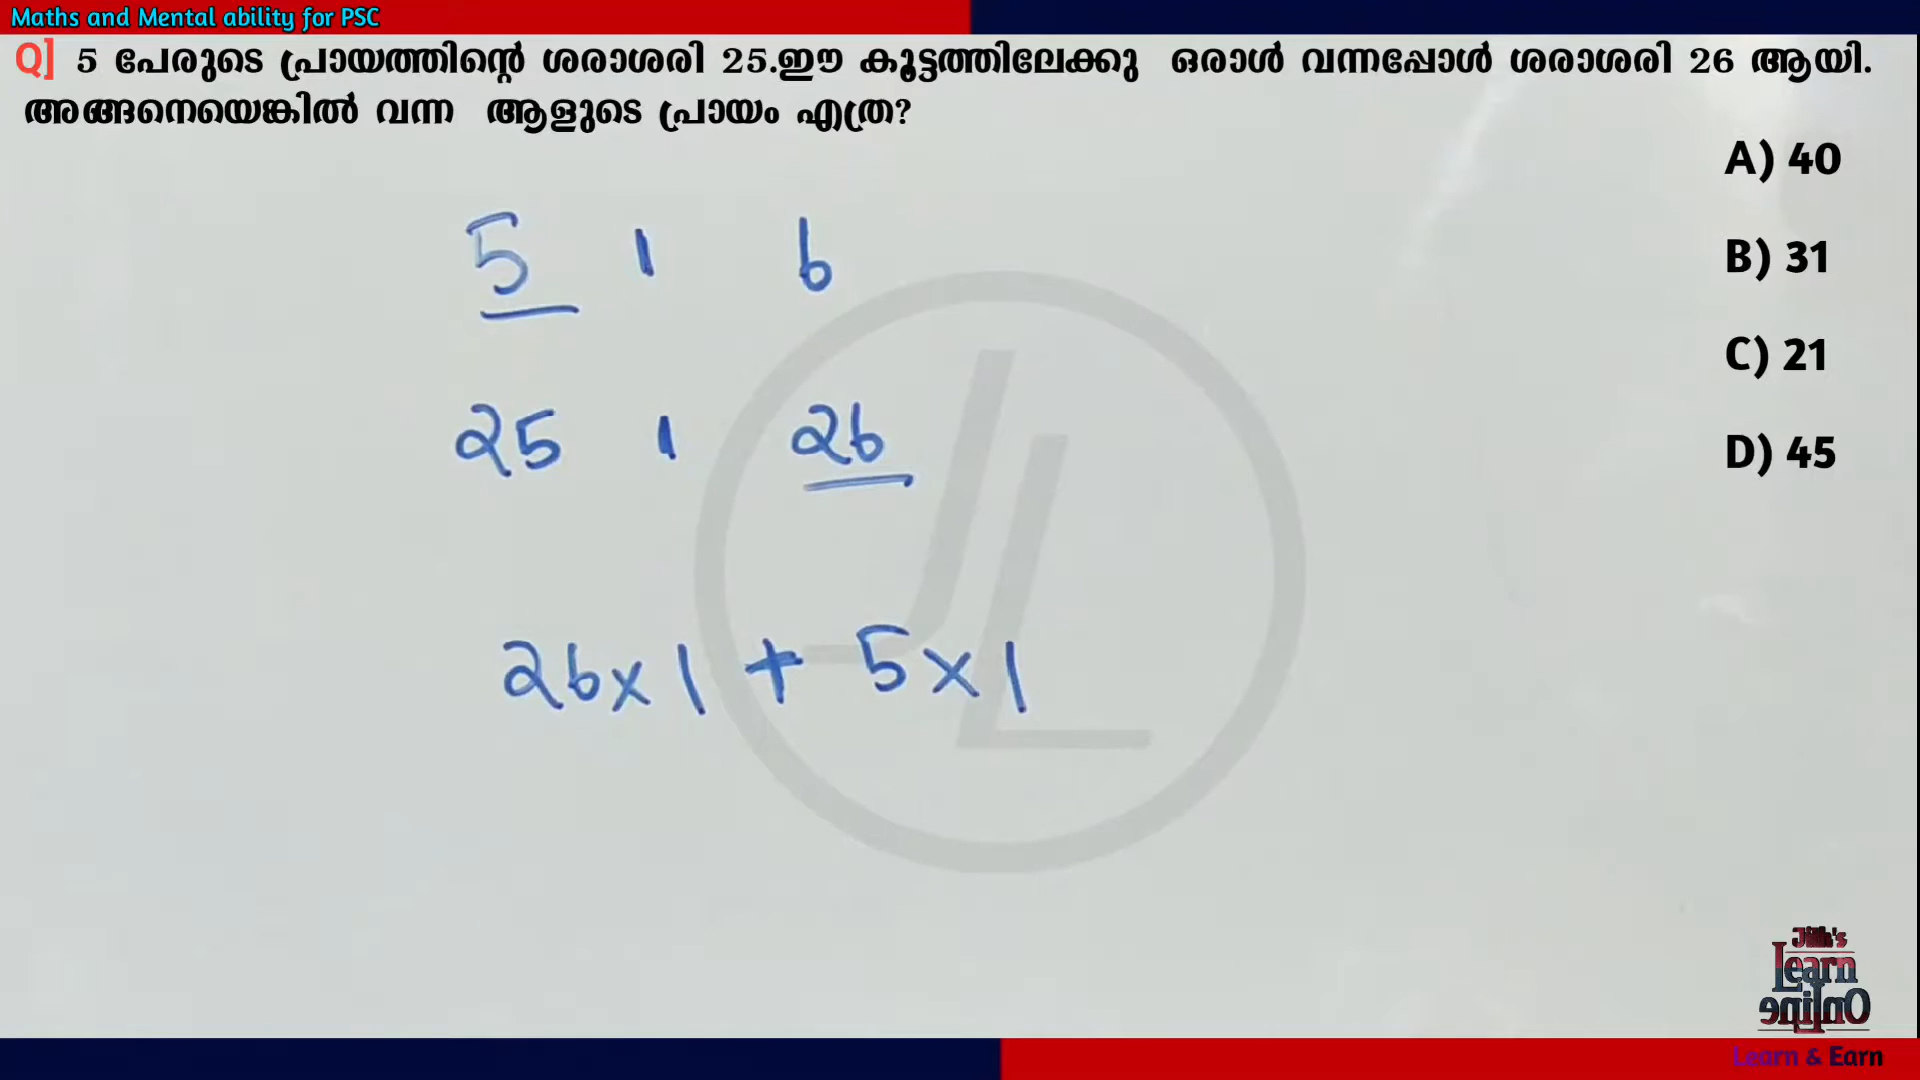 Maths and Mental ability for PSC
Q] 5 പേരുടെ പ്രായത്തിന്റെ ശരാശരി 25.ഈ കൂട്ടത്തിലേക്കു ഒരാൾ വന്നപ്പോൾ ശരാശരി 26 ആയി.
അങ്ങനെയെങ്കിൽ വന്ന ആളുടെ പ്രായം എത്ര?
A) 40
B) 31
C) 21
D) 45
5 1 6
25 1 26
26x1 + 5x1
JL
Jith's
Learn
Online
Learn & Earn